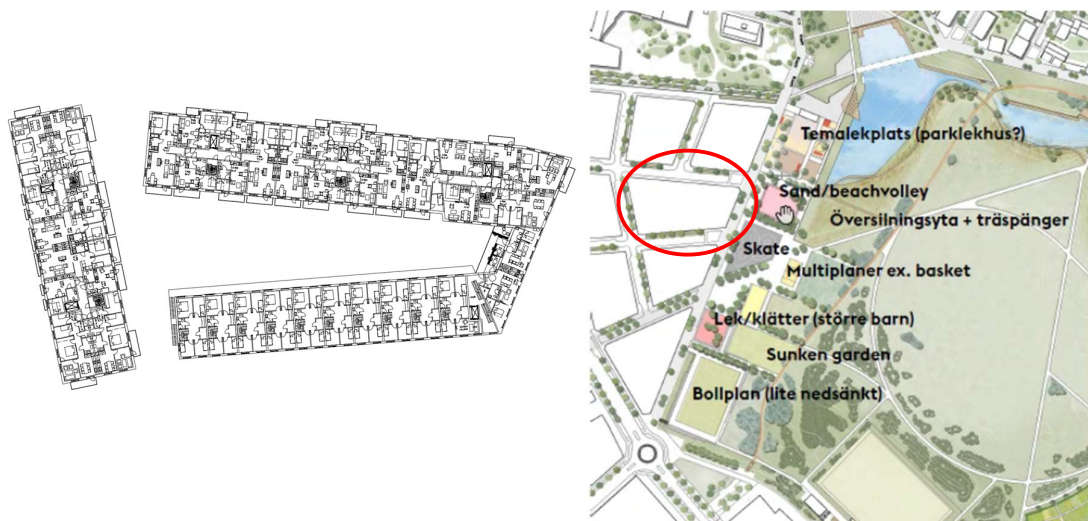 Temalekplats (parklekhus?)
Sand/beachvolley
Översilningsyta + träspänger
Skate
Multiplaner ex. basket
Lek/klätter (större barn)
Sunken garden
Bollplan (lite nedsänkt)